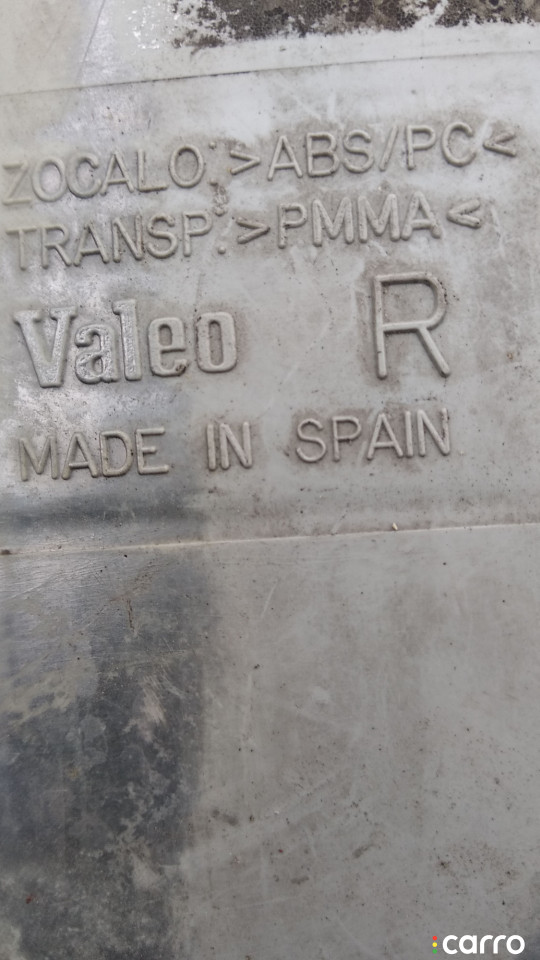 ZOCALO: >ABS/PC<
TRANSP.: >PMMA<
Valeo R
MADE IN SPAIN
carro